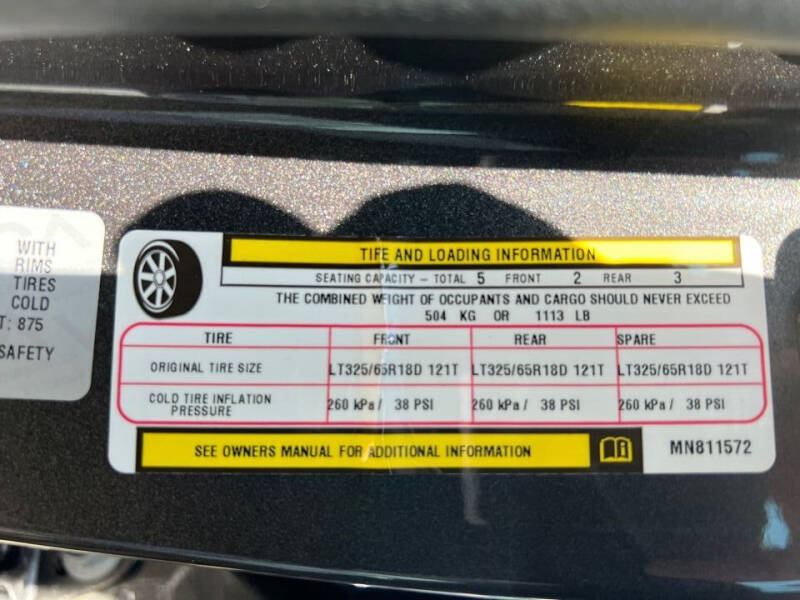 WITH
RIMS
TIRES
COLD
T: 875
SAFETY
TIFE AND LOADING INFORMATION
SEATING CAPACITY – TOTAL 5 FRONT 2 REAR 3
THE COMBINED WEIGHT OF OCCUPANTS AND CARGO SHOULD NEVER EXCEED
504 KG OR 1113 LB
TIRE FRONT REAR SPARE
ORIGINAL TIRE SIZE LT325/65R18D 121T LT325/65R18D 121T LT325/65R18D 121T
COLD TIRE INFLATION
PRESSURE 260 kPa / 38 PSI 260 kPa / 38 PSI 260 kPa / 38 PSI
SEE OWNERS MANUAL FOR ADDITIONAL INFORMATION
MN811572